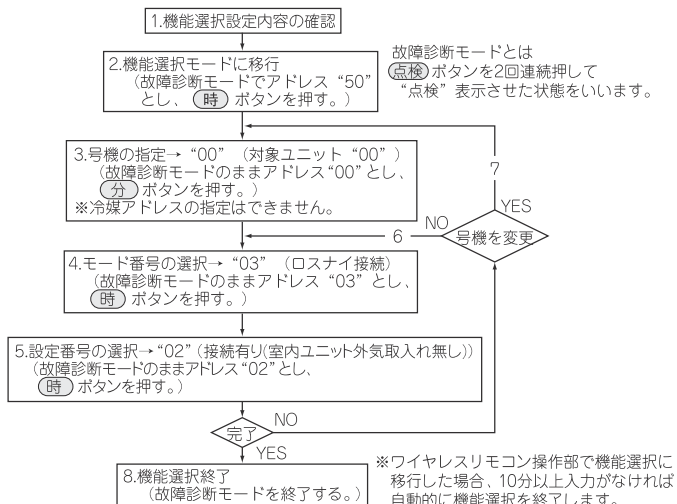 1.機能選択設定内容の確認
2.機能選択モードに移行
(故障診断モードでアドレス“50”
とし、 時 ボタンを押す。)
故障診断モードとは
点検 ボタンを2回連続押して
“点検”表示させた状態をいいます。
3.号機の指定→“00” (対象ユニット“00”)
(故障診断モードのままアドレス“00”とし、
分 ボタンを押す。)
※冷媒アドレスの指定はできません。
7
YES
NO
6
号機を変更
4.モード番号の選択→“03” (ロスナイ接続)
(故障診断モードのままアドレス“03”とし、
時 ボタンを押す。)
5.設定番号の選択→“02”(接続有り(室内ユニット外気取入れ無し))
(故障診断モードのままアドレス“02”とし、
時 ボタンを押す。)
NO
完了
YES
8.機能選択終了
(故障診断モードを終了する。)
※ワイヤレスリモコン操作部で機能選択に
移行した場合、10分以上入力がなければ
自動的に機能選択を終了します。